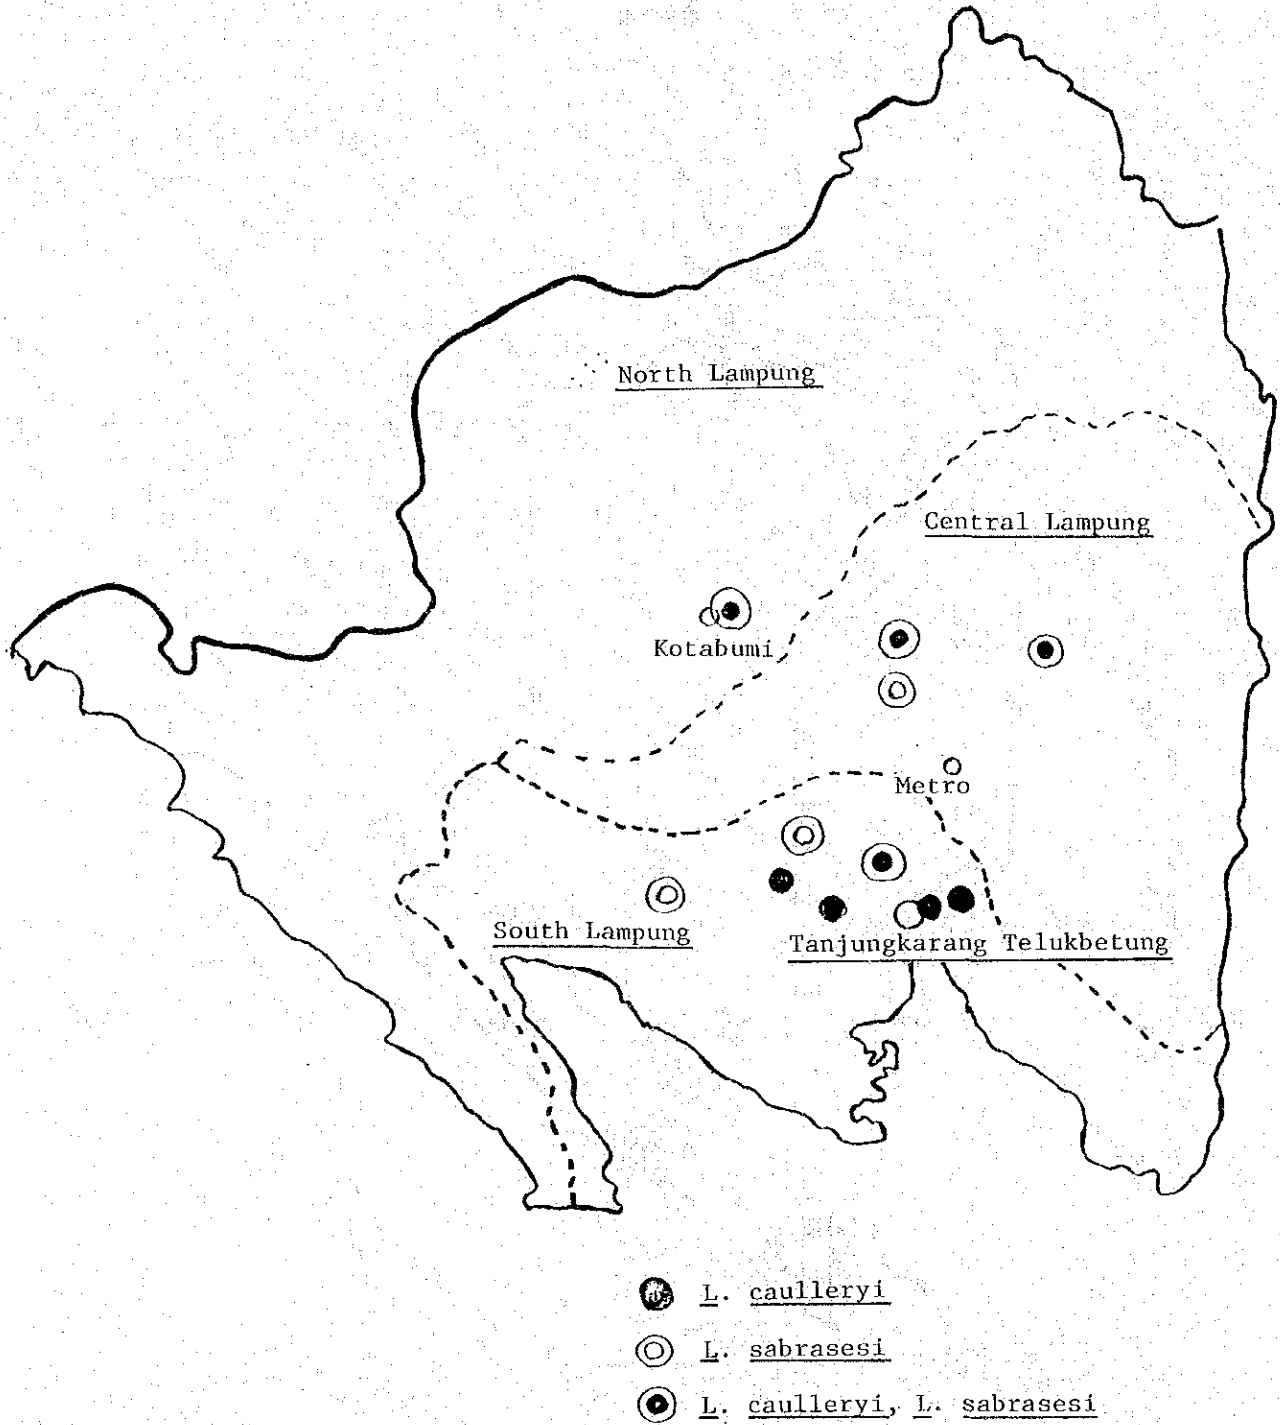 North Lampung
Central Lampung
Kotabumi
Metro
South Lampung
Tanjungkarang Telukbetung
L. caulleryi
L. sabrasesi
L. caulleryi, L. sabrasesi